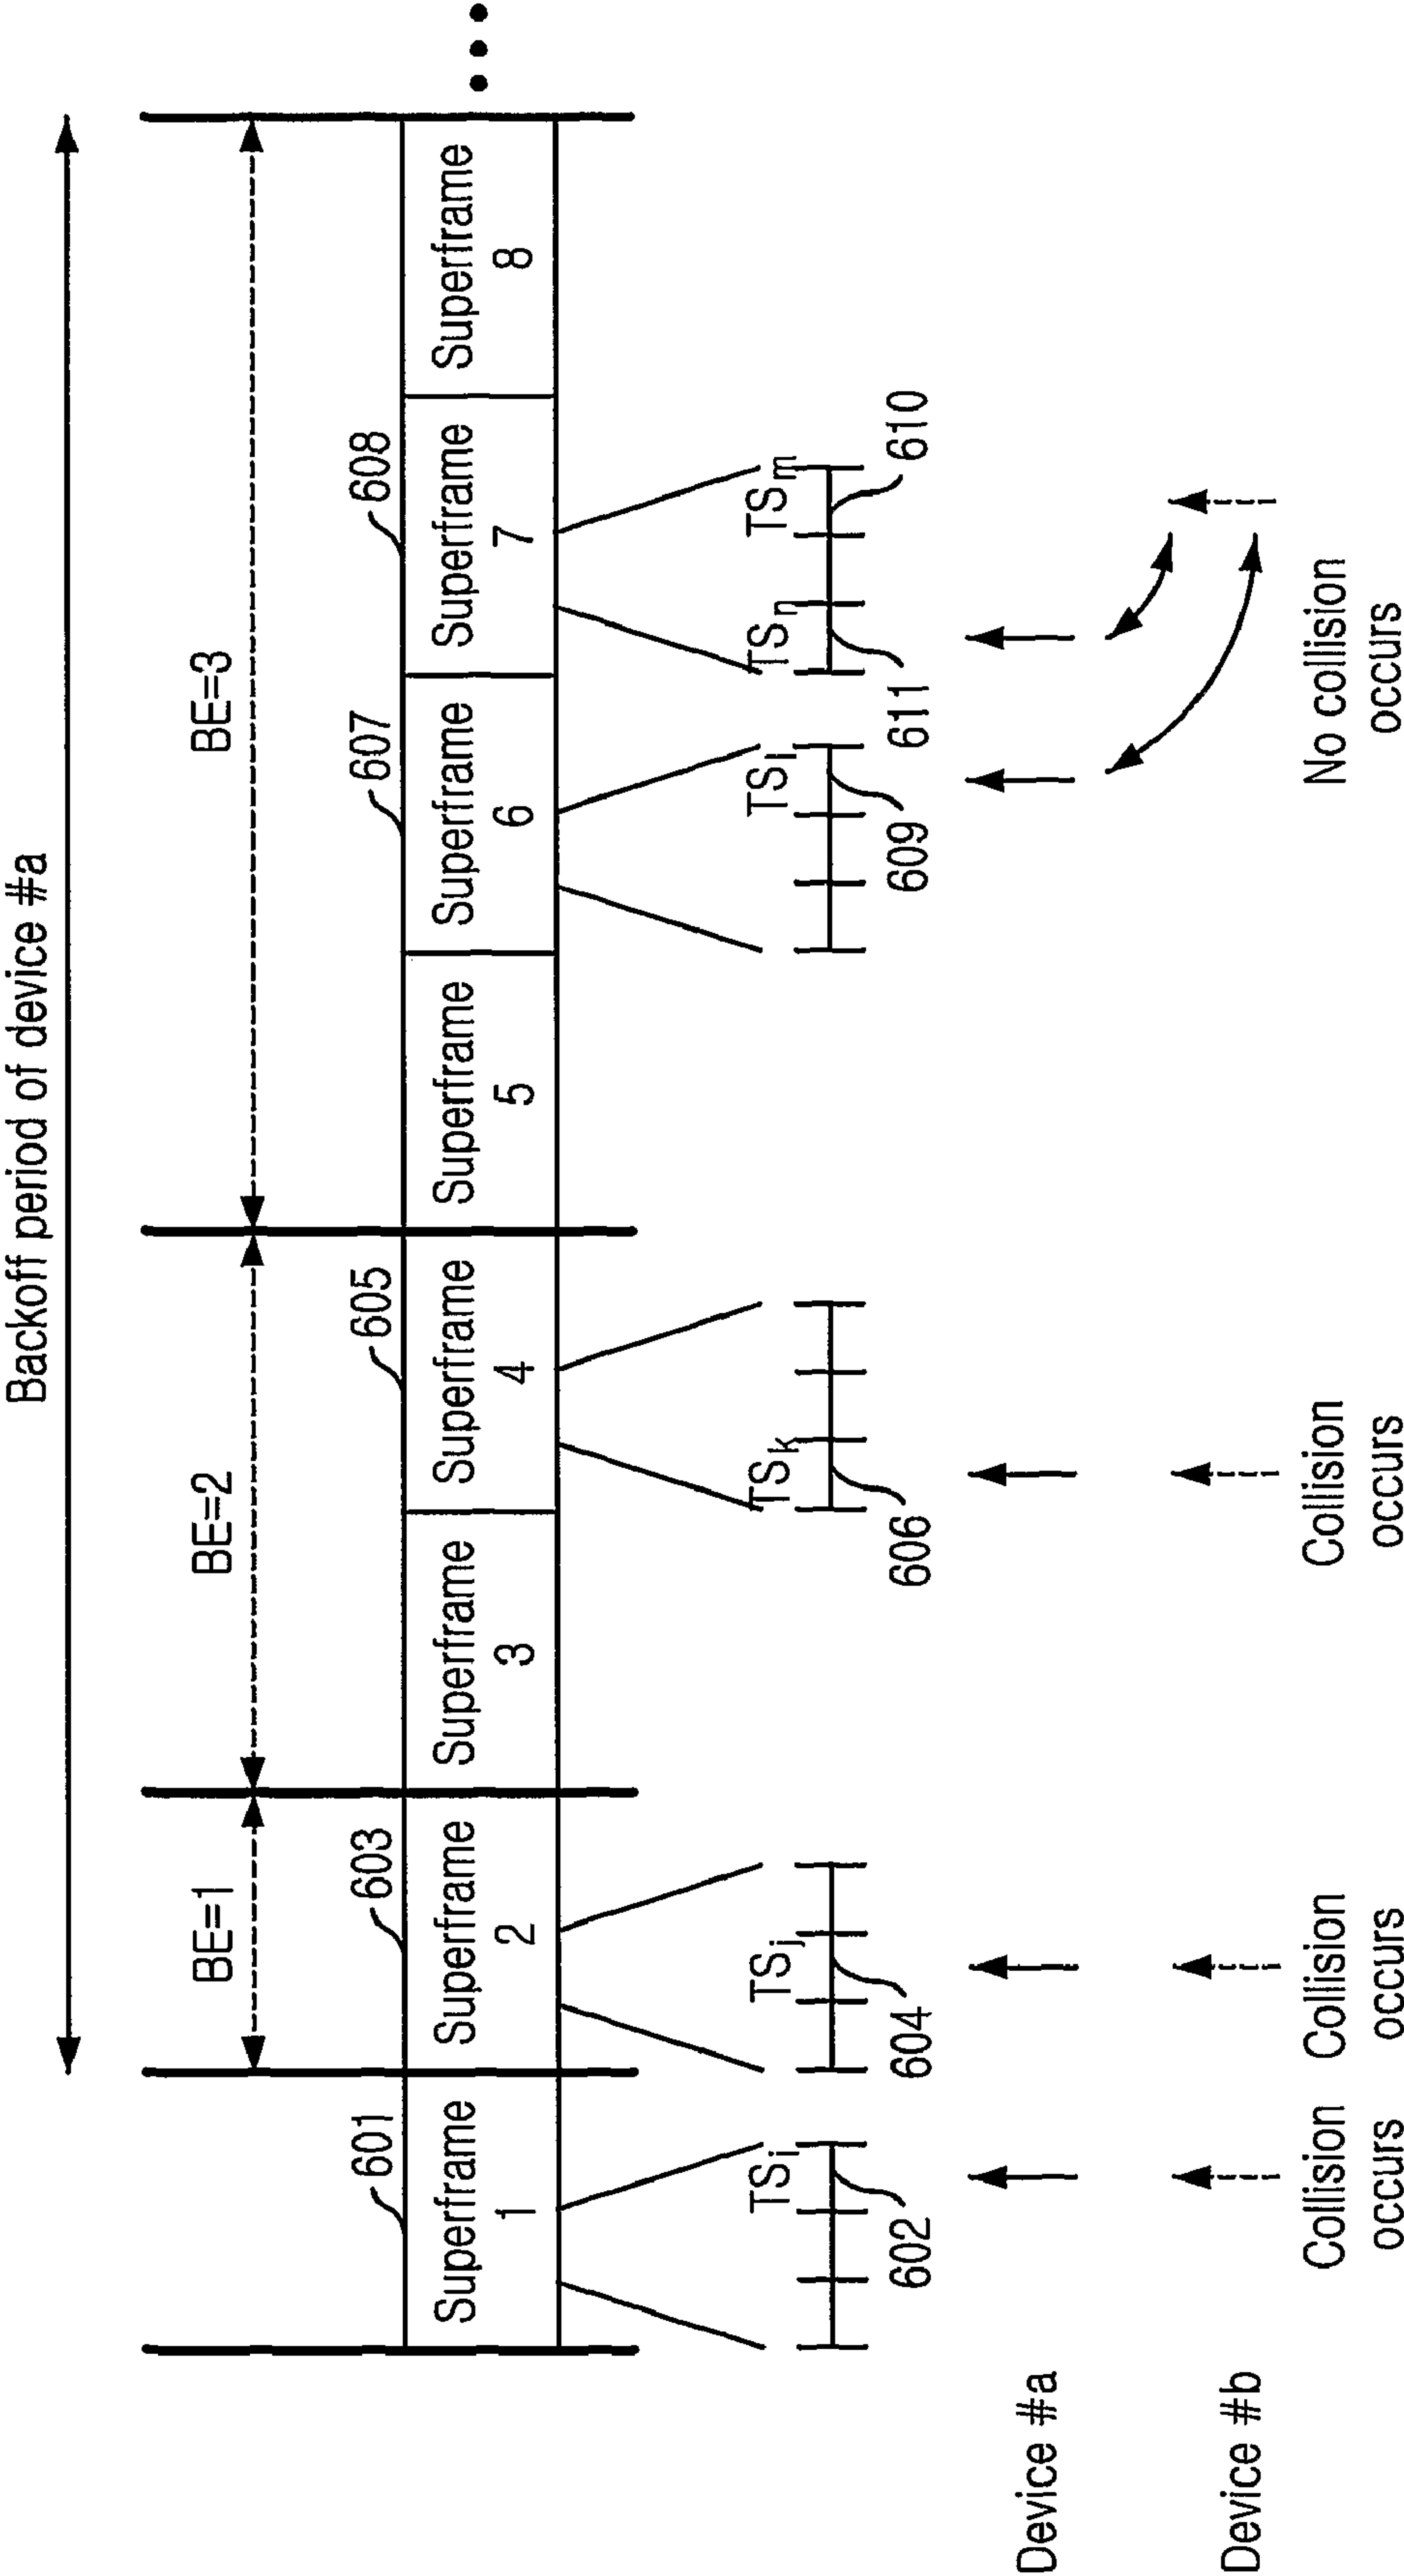 Backoff period of device #a
BE=1
BE=2
BE=3
601
603
605
607
608
Superframe
1
Superframe
2
Superframe
3
Superframe
4
Superframe
5
Superframe
6
Superframe
7
Superframe
8
TSi
TSj
TSk
TSl
TSn
TSm
602
604
606
609
611
610
Device #a
Device #b
Collision
occurs
Collision
occurs
Collision
occurs
No collision
occurs